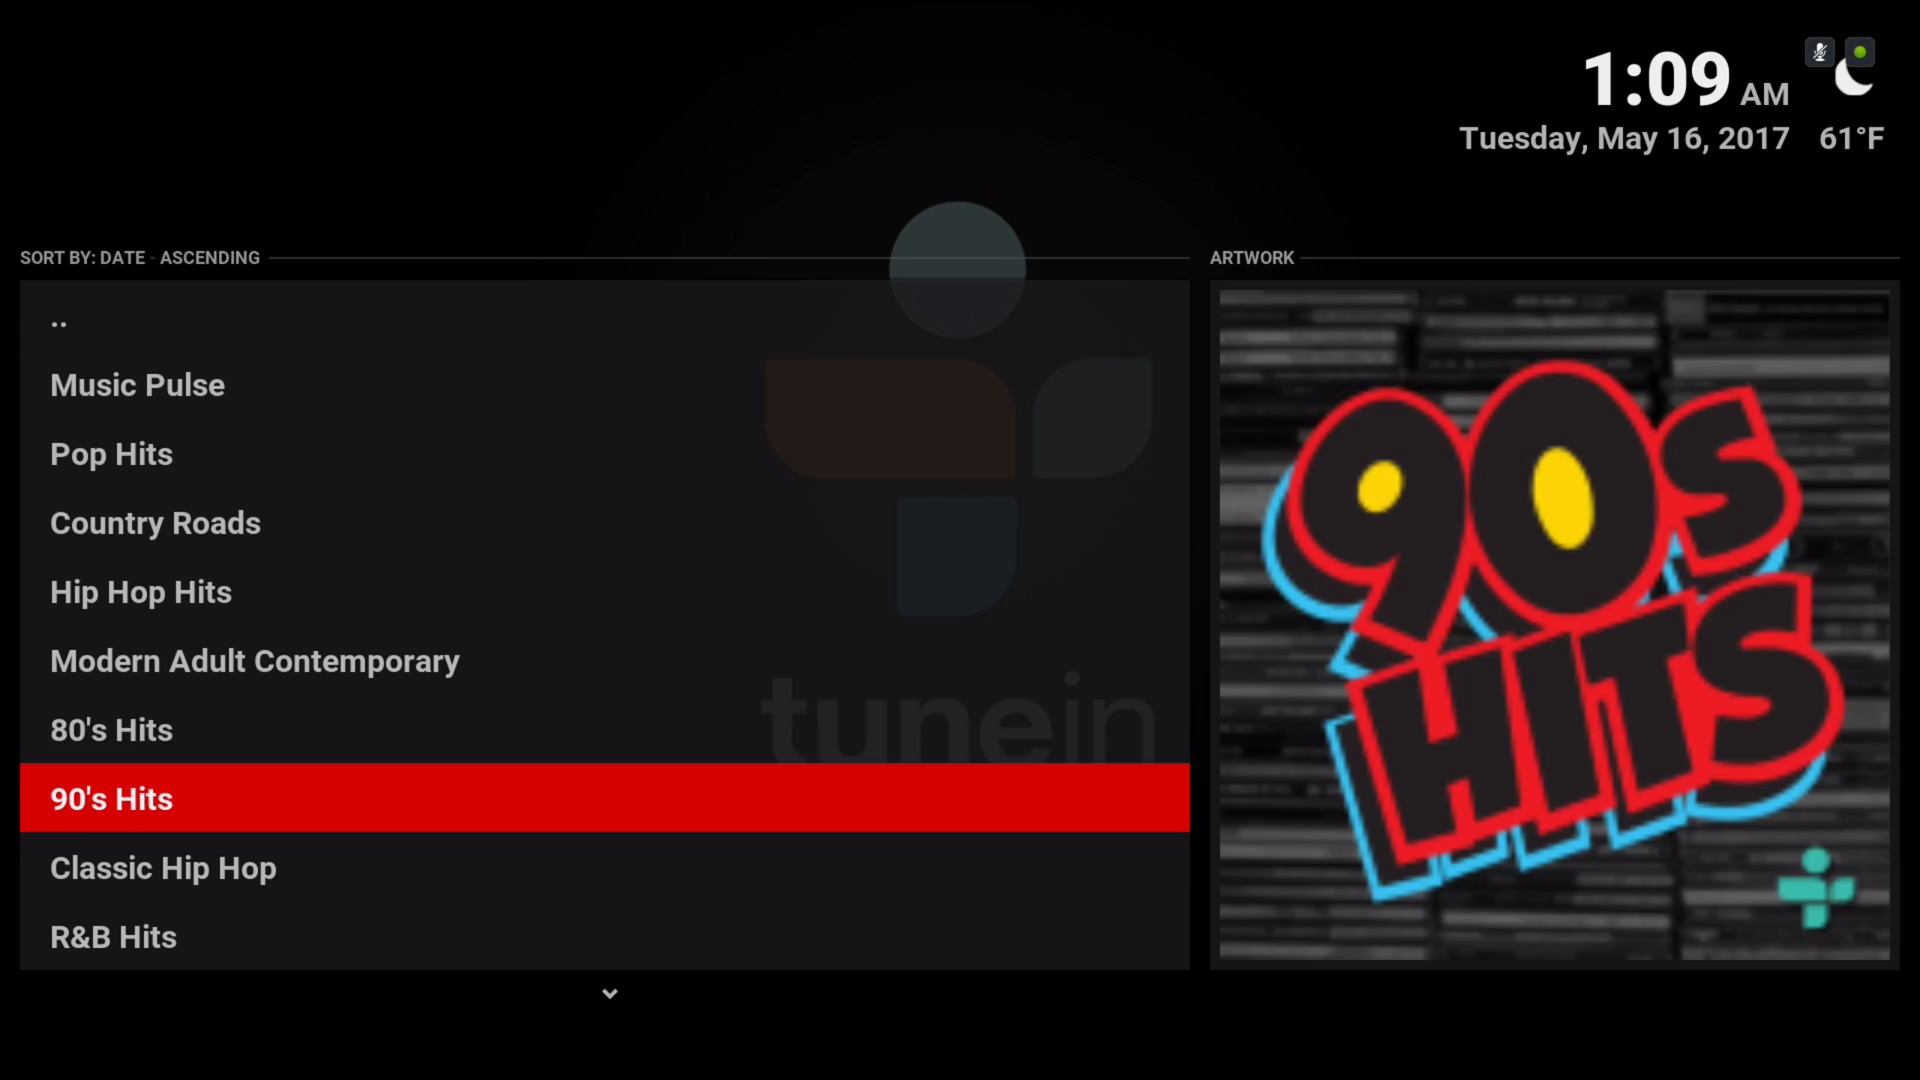 1:09 AM
Tuesday, May 16, 2017 61°F
SORT BY: DATE - ASCENDING
ARTWORK
..
Music Pulse
Pop Hits
Country Roads
Hip Hop Hits
Modern Adult Contemporary
80's Hits
90's Hits
Classic Hip Hop
R&B Hits
tunein
90s
HITS